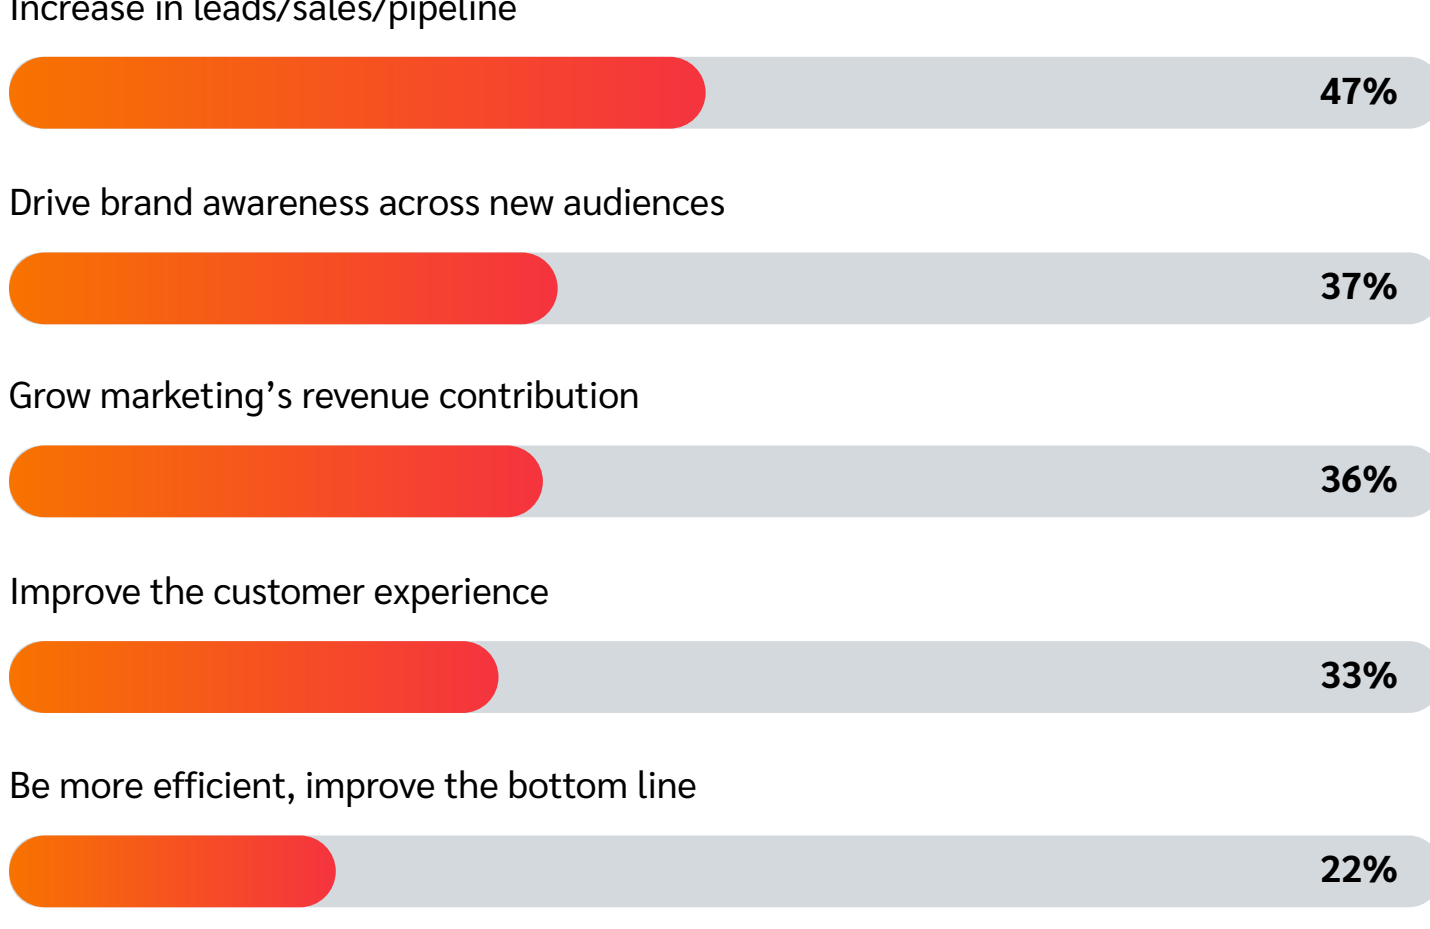 Increase in leads/sales/pipeline
47%
Drive brand awareness across new audiences
37%
Grow marketing’s revenue contribution
36%
Improve the customer experience
33%
Be more efficient, improve the bottom line
22%